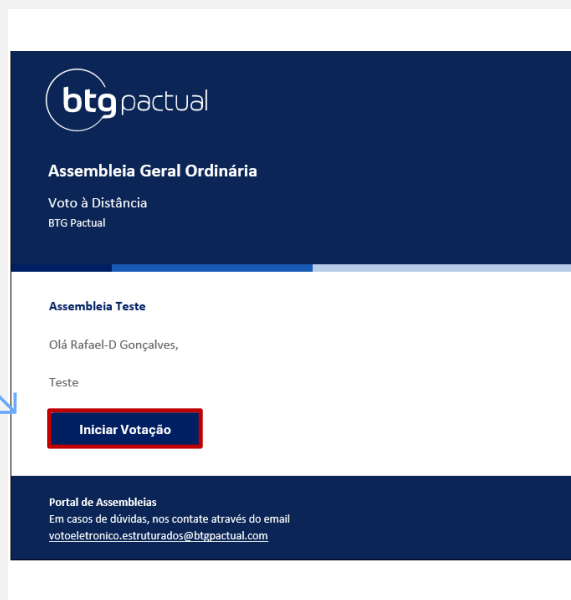 btg pactual
Assembleia Geral Ordinária
Voto à Distância
BTG Pactual
Assembleia Teste
Olá Rafael-D Gonçalves,
Teste
Iniciar Votação
Portal de Assembleias
Em casos de dúvidas, nos contate através do email
votoeletronico.estruturados@btgpactual.com